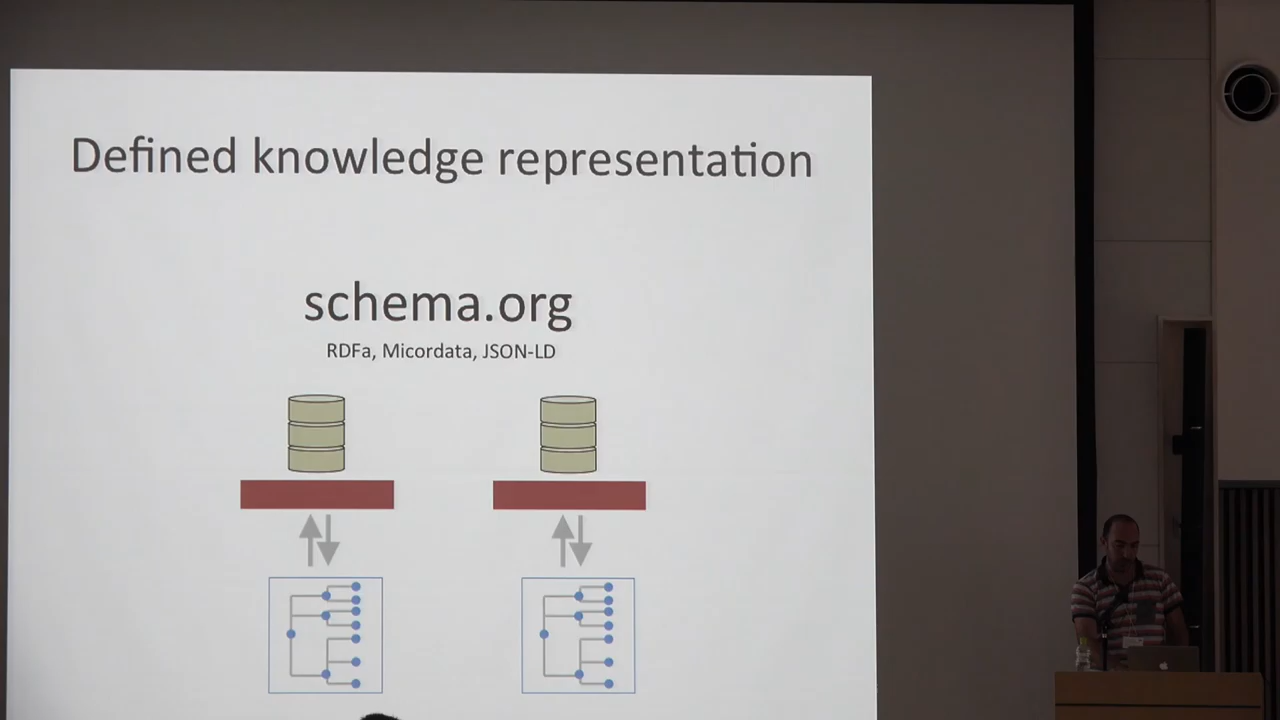 Defined knowledge representation
schema.org
RDFa, Micordata, JSON-LD